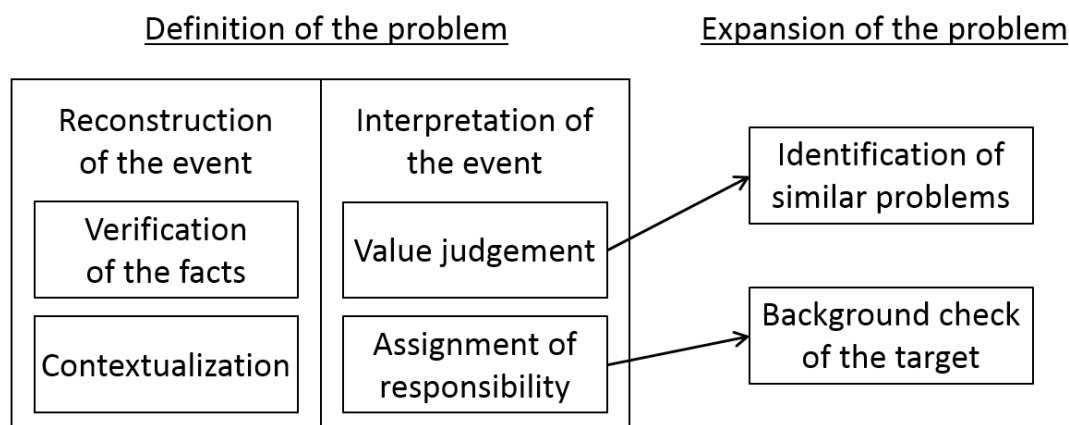 Definition of the problem
Expansion of the problem
Reconstruction
of the event
Verification
of the facts
Contextualization
Interpretation of
the event
Value judgement
Assignment of
responsibility
Identification of
similar problems
Background check
of the target